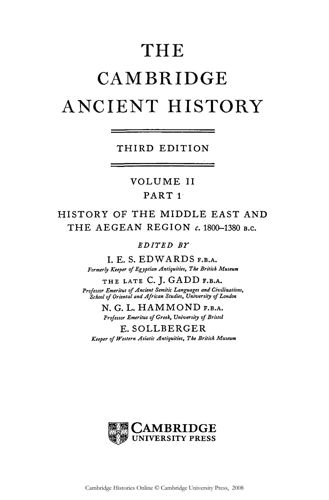 THE
CAMBRIDGE
ANCIENT HISTORY
THIRD EDITION
VOLUME II
PART 1
HISTORY OF THE MIDDLE EAST AND
THE AEGEAN REGION c. 1800–1380 B.C.
EDITED BY
I. E. S. EDWARDS F.B.A.
Formerly Keeper of Egyptian Antiquities, The British Museum
THE LATE C. J. GADD F.B.A.
Professor Emeritus of Ancient Semitic Languages and Civilizations,
School of Oriental and African Studies, University of London
N. G. L. HAMMOND F.B.A.
Professor Emeritus of Greek, University of Bristol
E. SOLLBERGER
Keeper of Western Asiatic Antiquities, The British Museum
CAMBRIDGE
UNIVERSITY PRESS
Cambridge Histories Online © Cambridge University Press, 2008